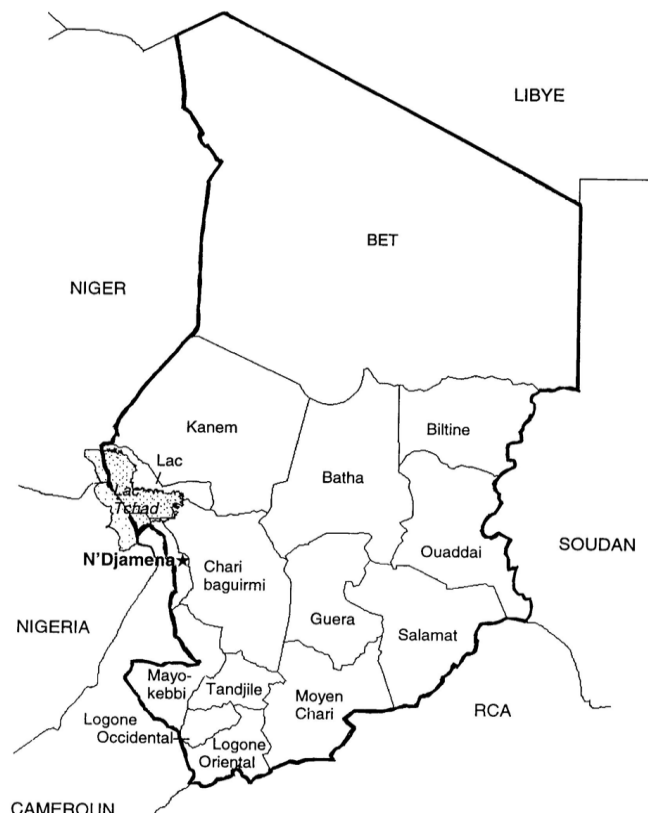 LIBYE
BET
NIGER
Kanem
Biltine
Lac
Batha
Lac
Tchad
Ouaddai
SOUDAN
N'Djamena
Chari
baguirmi
Guera
NIGERIA
Salamat
Mayo-
kebbi
Tandjile
Moyen
Chari
RCA
Logone
Occidental
Logone
Oriental
CAMEROUN